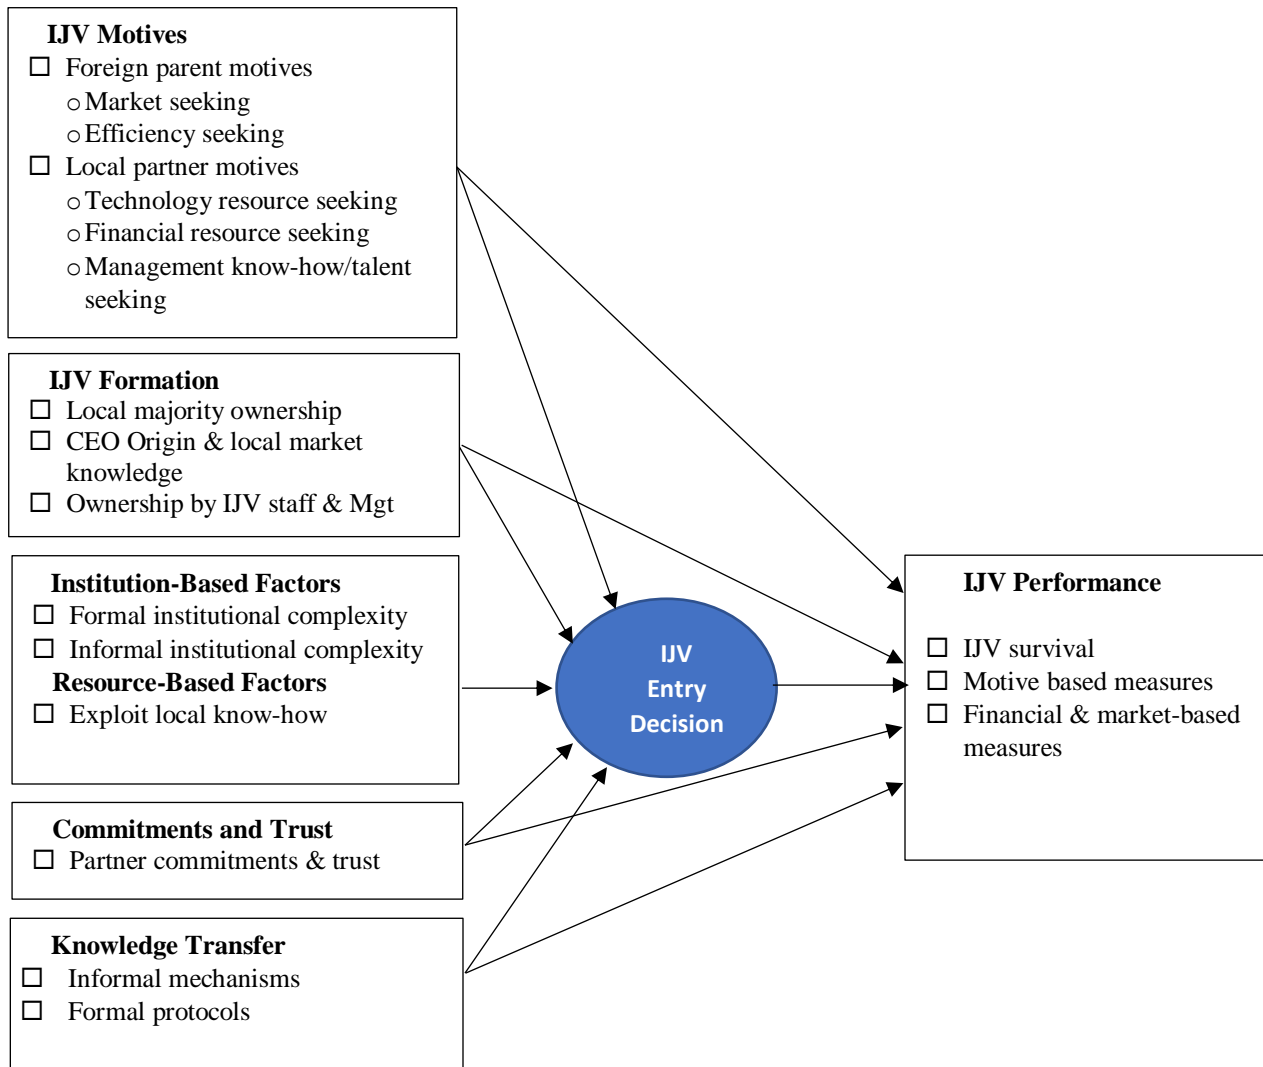 IJV Motives
Foreign parent motives
Market seeking
Efficiency seeking
Local partner motives
Technology resource seeking
Financial resource seeking
Management know-how/talent
seeking
IJV Formation
Local majority ownership
CEO Origin & local market
knowledge
Ownership by IJV staff & Mgt
Institution-Based Factors
Formal institutional complexity
Informal institutional complexity
Resource-Based Factors
Exploit local know-how
Commitments and Trust
Partner commitments & trust
Knowledge Transfer
Informal mechanisms
Formal protocols
IJV
Entry
Decision
IJV Performance
IJV survival
Motive based measures
Financial & market-based
measures